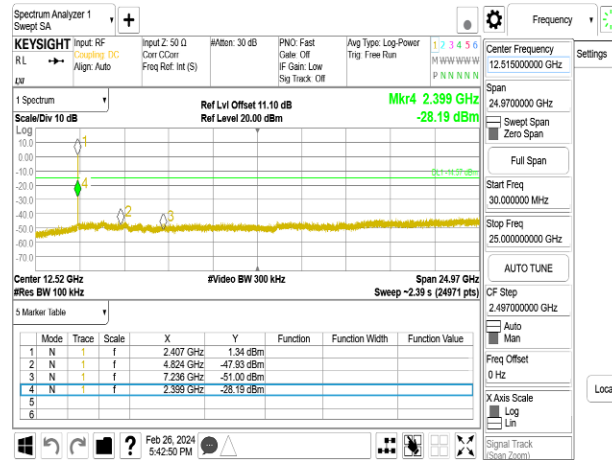 Spectrum Analyzer 1
Swept SA
+
Frequency
KEYSIGHT
Input: RF
Input Z: 50 Ω
#Atten: 30 dB
PNO: Fast
Avg Type: Log-Power
1 2 3 4 5 6
RL
Coupling: DC
Corr CCorr
Gate: Off
Trig: Free Run
M W W W W W
Align: Auto
Freq Ref: Int (S)
IF Gain: Low
P N N N N N
Sig Track: Off
LXI
1 Spectrum
Ref Lvl Offset 11.10 dB
Mkr4 2.399 GHz
Scale/Div 10 dB
Ref Level 20.00 dBm
-28.19 dBm
Log
10.0
0.00
-10.0
-20.0
-30.0
-40.0
-50.0
-60.0
-70.0
1
4
2
3
Center 12.52 GHz
#Video BW 300 kHz
Span 24.97 GHz
#Res BW 100 kHz
Sweep ~2.39 s (24971 pts)
5 Marker Table
Mode Trace Scale X Y Function Function Width Function Value
1 N 1 f 2.407 GHz 1.34 dBm
2 N 1 f 4.824 GHz -47.93 dBm
3 N 1 f 7.236 GHz -51.00 dBm
4 N 1 f 2.399 GHz -28.19 dBm
5
6
?
Feb 26, 2024
5:42:50 PM
Center Frequency
12.515000000 GHz
Span
24.9700000 GHz
Swept Span
Zero Span
Full Span
Start Freq
30.000000 MHz
Stop Freq
25.000000000 GHz
AUTO TUNE
CF Step
2.497000000 GHz
Auto
Man
Freq Offset
0 Hz
X Axis Scale
Log
Lin
Signal Track
(Span Zoom)
Settings
Loca